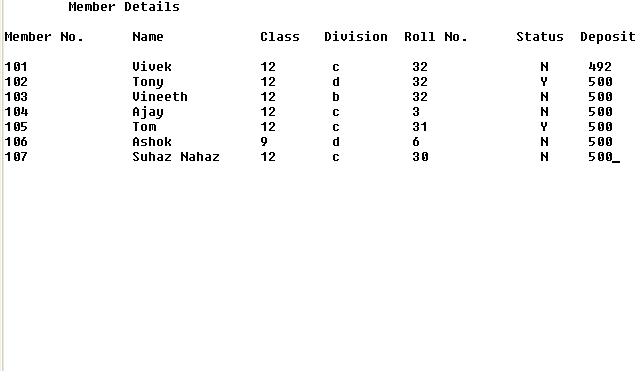 Member Details
Member No. Name Class Division Roll No. Status Deposit
101 Vivek 12 c 32 N 492
102 Tony 12 d 32 Y 500
103 Vineeth 12 b 32 N 500
104 Ajay 12 c 3 N 500
105 Tom 12 c 31 Y 500
106 Ashok 9 d 6 N 500
107 Suhaz Nahaz 12 c 30 N 500_